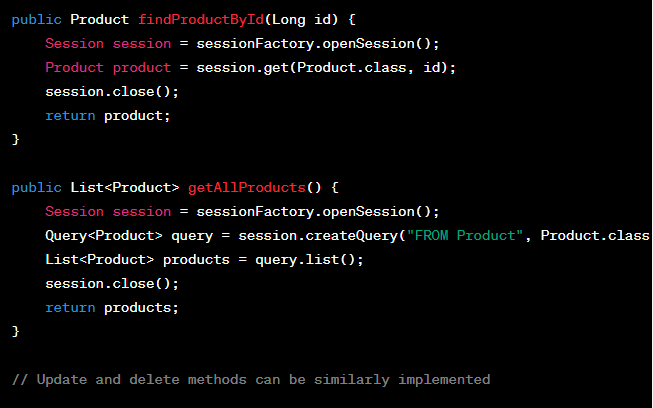 public Product findProductById(Long id) {
Session session = sessionFactory.openSession();
Product product = session.get(Product.class, id);
session.close();
return product;
}
public List<Product> getAllProducts() {
Session session = sessionFactory.openSession();
Query<Product> query = session.createQuery("FROM Product", Product.class
List<Product> products = query.list();
session.close();
return products;
}
// Update and delete methods can be similarly implemented